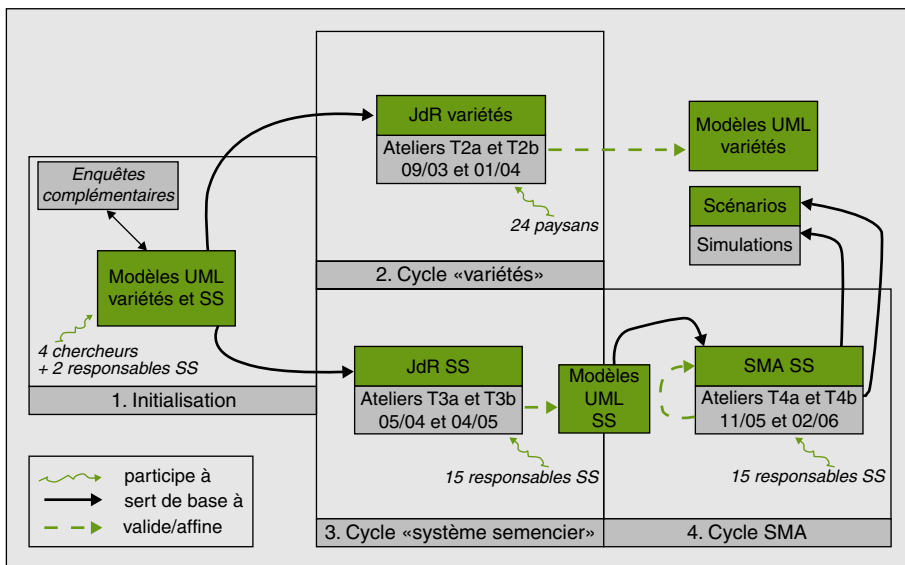 Enquêtes
complémentaires
Modèles UML
variétés et SS
4 chercheurs
+ 2 responsables SS
1. Initialisation
JdR variétés
Ateliers T2a et T2b
09/03 et 01/04
24 paysans
2. Cycle «variétés»
Modèles UML
variétés
Scénarios
Simulations
JdR SS
Ateliers T3a et T3b
05/04 et 04/05
15 responsables SS
3. Cycle «système semencier»
Modèles
UML
SS
SMA SS
Ateliers T4a et T4b
11/05 et 02/06
15 responsables SS
4. Cycle SMA
participe à
sert de base à
valide/affine